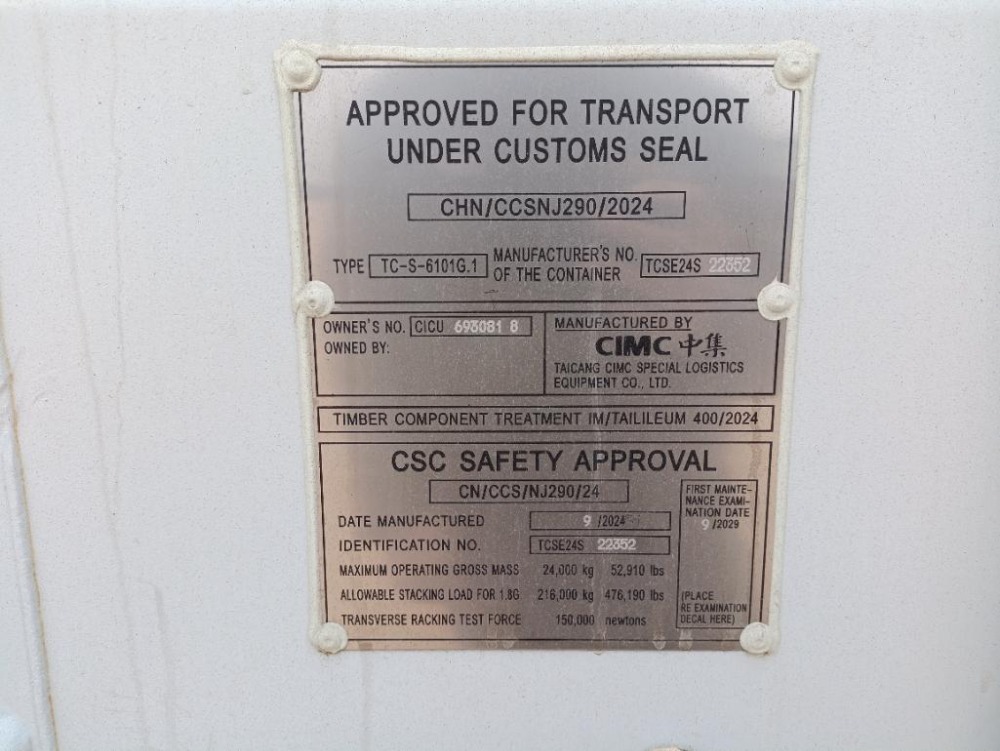 APPROVED FOR TRANSPORT
UNDER CUSTOMS SEAL
CHN/CCSNJ290/2024
TYPE TC-S-6101G.1 MANUFACTURER'S NO. OF THE CONTAINER TCSE24S 22352
OWNER'S NO. CICU 693081 8
OWNED BY:
MANUFACTURED BY
CIMC 中集
TAICANG CIMC SPECIAL LOGISTICS
EQUIPMENT CO., LTD.
TIMBER COMPONENT TREATMENT IM/TAILILEUM 400/2024
CSC SAFETY APPROVAL
CN/CCS/NJ290/24
DATE MANUFACTURED 9 /2024
IDENTIFICATION NO. TCSE24S 22352
MAXIMUM OPERATING GROSS MASS 24,000 kg 52,910 lbs
ALLOWABLE STACKING LOAD FOR 1.8G 216,000 kg 476,190 lbs
TRANSVERSE RACKING TEST FORCE 150,000 newtons
FIRST MAINTE-
NANCE EXAMI-
NATION DATE
9 /2029
(PLACE
RE EXAMINATION
DECAL HERE)